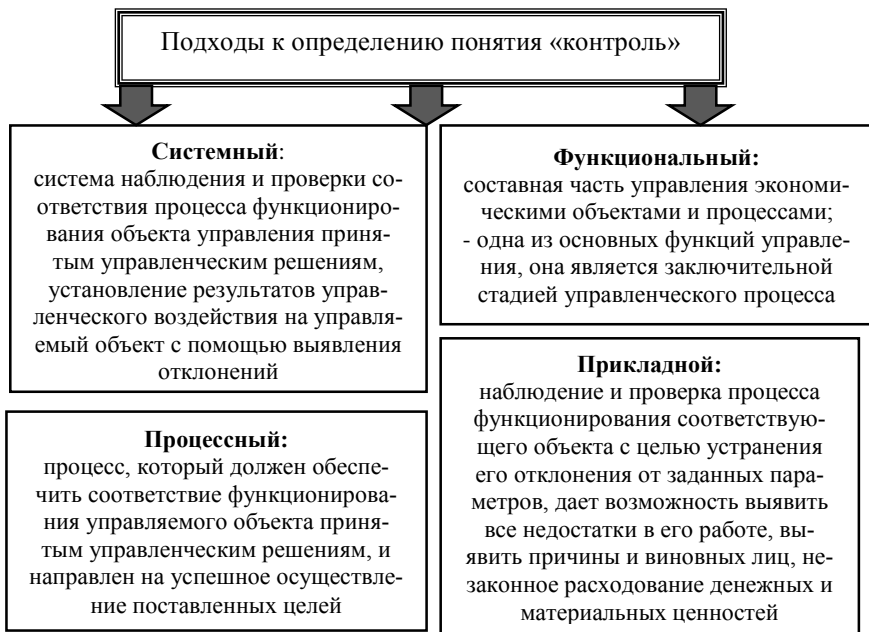 Подходы к определению понятия «контроль»
Системный:
система наблюдения и проверки со-
ответствия процесса функциониро-
вания объекта управления приня-
тым управленческим решениям,
установление результатов управ-
ленческого воздействия на управля-
емый объект с помощью выявления
отклонений
Функциональный:
составная часть управления экономи-
ческими объектами и процессами;
- одна из основных функций управле-
ния, она является заключительной
стадией управленческого процесса
Процессный:
процесс, который должен обеспе-
чить соответствие функционирова-
ния управляемого объекта приня-
тым управленческим решениям, и
направлен на успешное осуществле-
ние поставленных целей
Прикладной:
наблюдение и проверка процесса
функционирования соответствую-
щего объекта с целью устранения
его отклонения от заданных пара-
метров, дает возможность выявить
все недостатки в его работе, вы-
явить причины и виновных лиц, не-
законное расходование денежных и
материальных ценностей